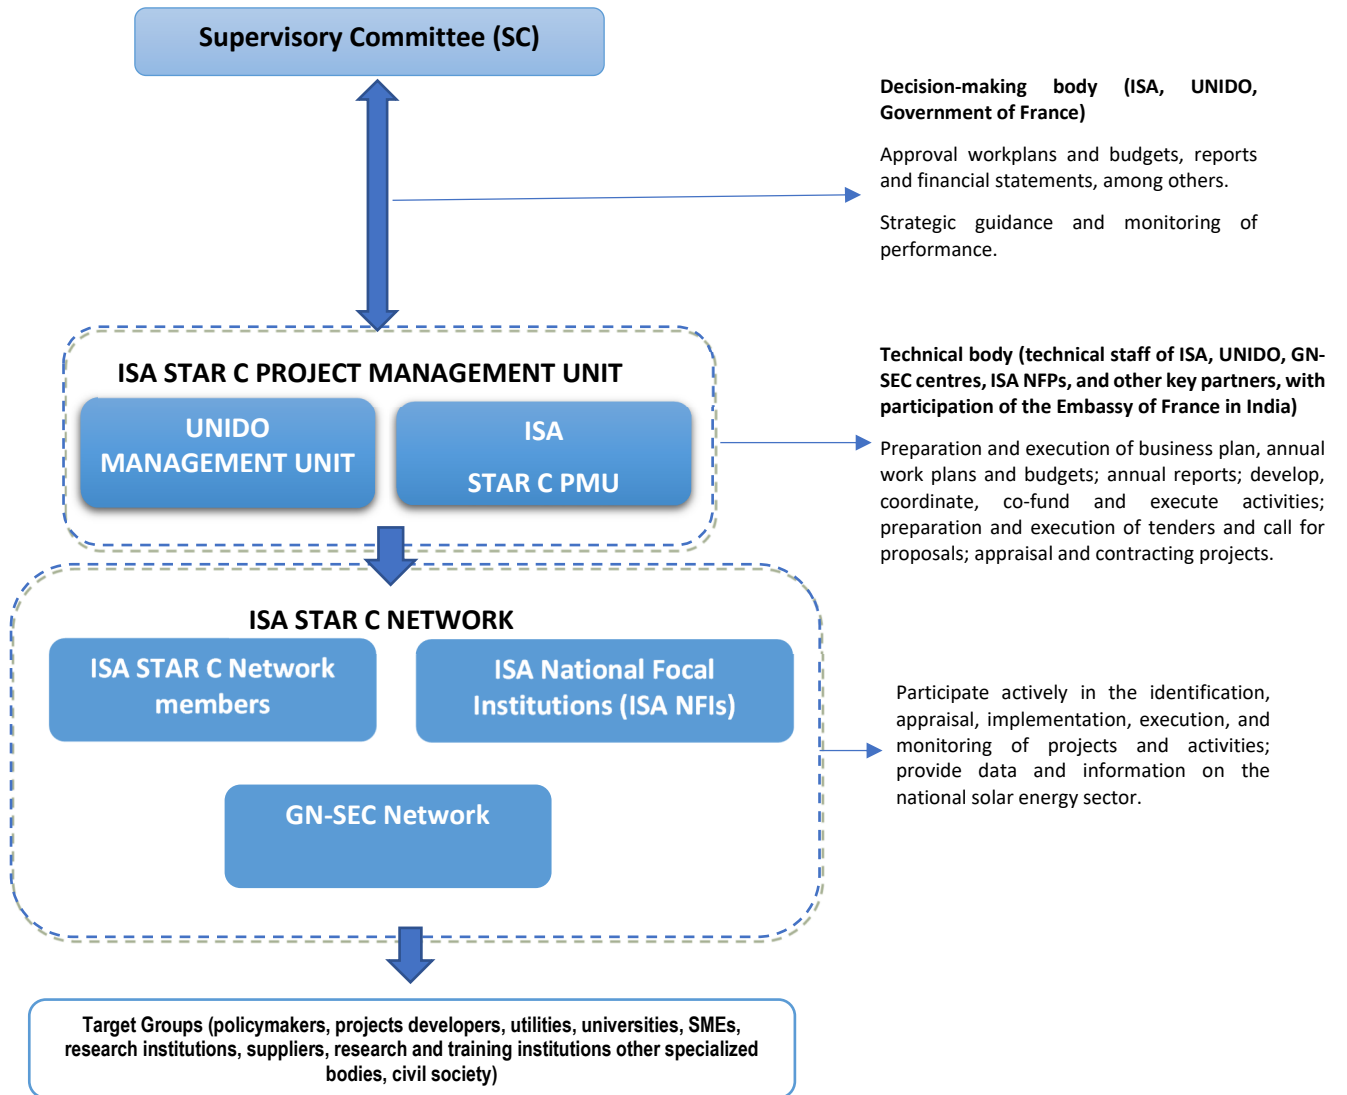 Supervisory Committee (SC)
Decision-making body (ISA, UNIDO,
Government of France)
Approval workplans and budgets, reports
and financial statements, among others.
Strategic guidance and monitoring of
performance.
ISA STAR C PROJECT MANAGEMENT UNIT
UNIDO
MANAGEMENT UNIT
ISA
STAR C PMU
Technical body (technical staff of ISA, UNIDO, GN-
SEC centres, ISA NFPs, and other key partners, with
participation of the Embassy of France in India)
Preparation and execution of business plan, annual
work plans and budgets; annual reports; develop,
coordinate, co-fund and execute activities;
preparation and execution of tenders and call for
proposals; appraisal and contracting projects.
ISA STAR C NETWORK
ISA STAR C Network
members
ISA National Focal
Institutions (ISA NFIs)
GN-SEC Network
Participate actively in the identification,
appraisal, implementation, execution, and
monitoring of projects and activities;
provide data and information on the
national solar energy sector.
Target Groups (policymakers, projects developers, utilities, universities, SMEs,
research institutions, suppliers, research and training institutions other specialized
bodies, civil society)